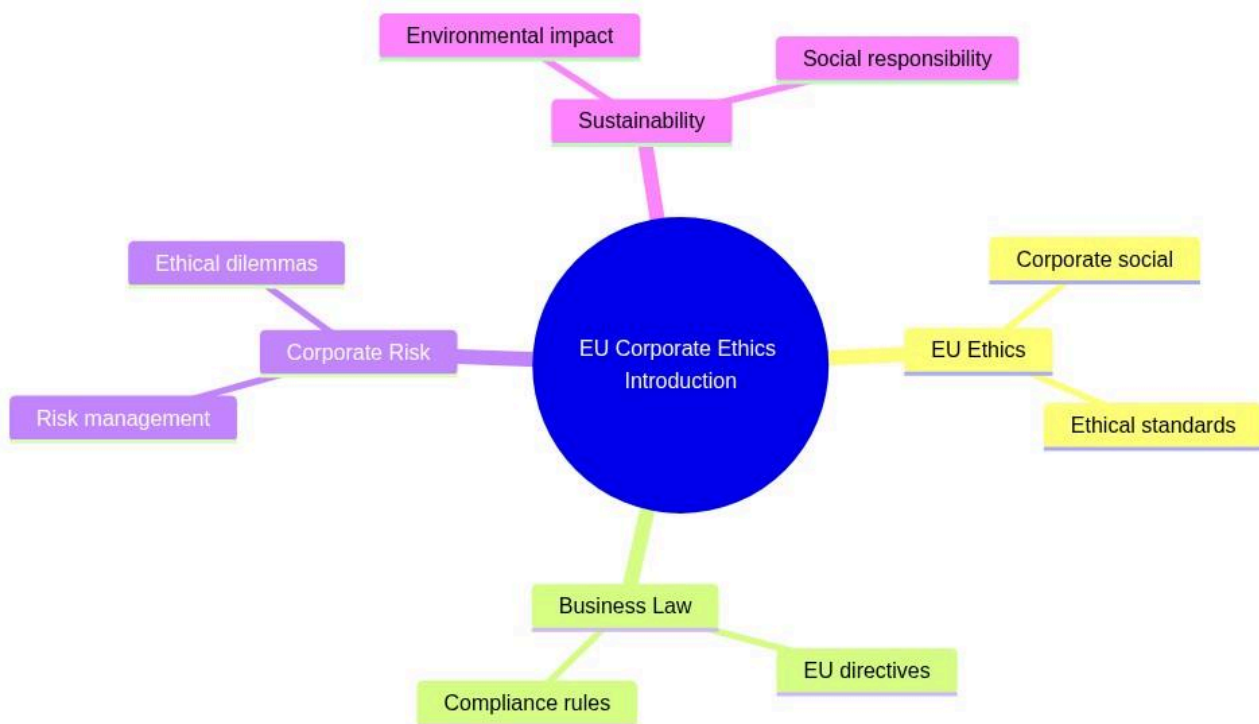 Environmental impact
Social responsibility
Sustainability
Ethical dilemmas
Corporate Risk
Risk management
EU Corporate Ethics
Introduction
Corporate social
EU Ethics
Ethical standards
Business Law
EU directives
Compliance rules